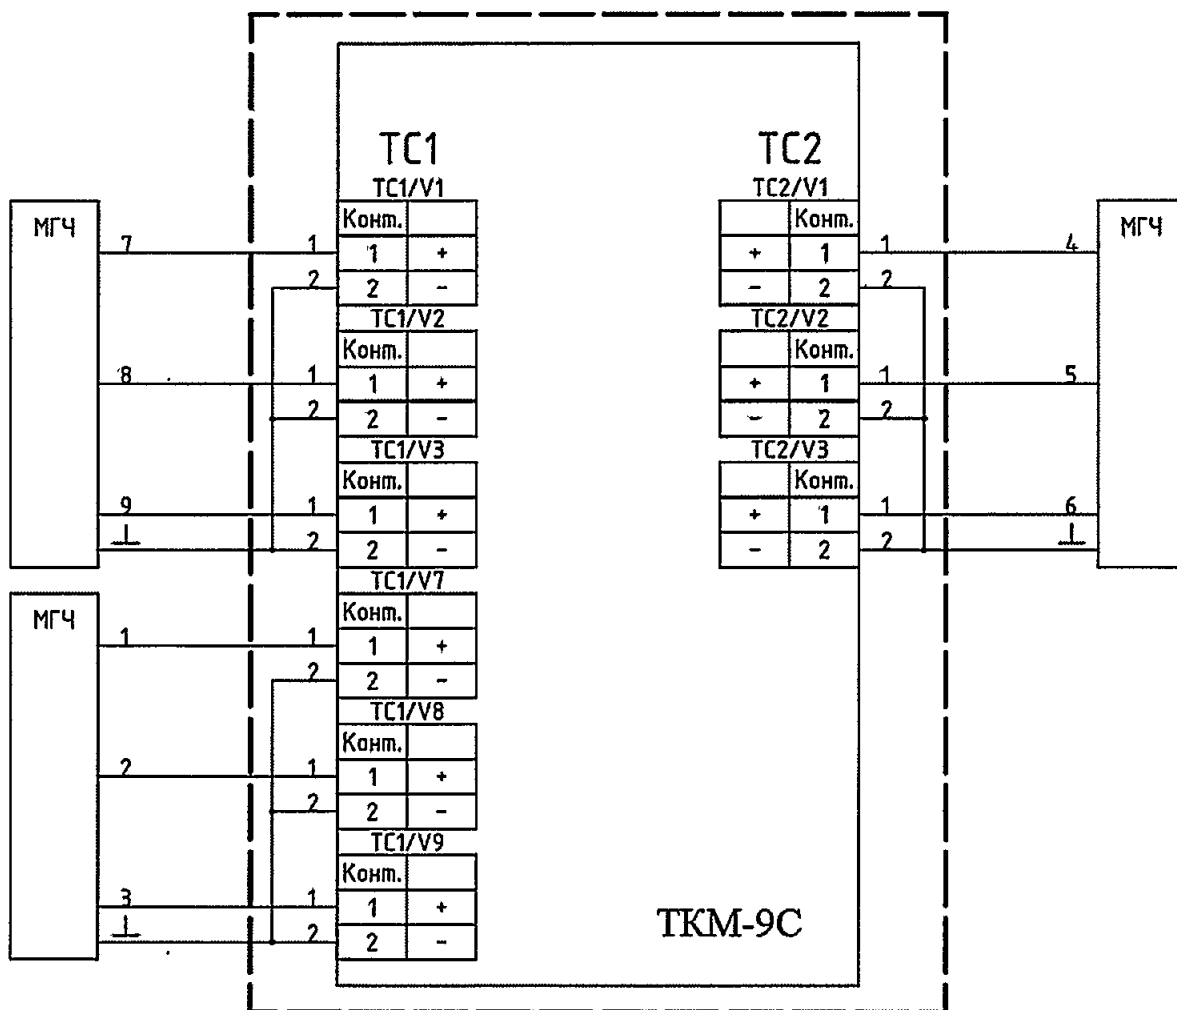 ТС1
ТС2
ТС1/V1
ТС2/V1
МГЧ
Конт.
Конт.
МГЧ
7
1
1
+
+
1
1
4
2
2
-
-
2
2
ТС1/V2
ТС2/V2
Конт.
Конт.
8
1
1
+
+
1
1
5
2
2
-
-
2
2
ТС1/V3
ТС2/V3
Конт.
Конт.
9
1
1
+
+
1
1
6
⊥
2
2
-
-
2
2
⊥
ТС1/V7
МГЧ
Конт.
1
1
1
+
2
2
-
ТС1/V8
Конт.
2
1
1
+
2
2
-
ТС1/V9
Конт.
3
1
1
+
⊥
2
2
-
ТКМ-9С